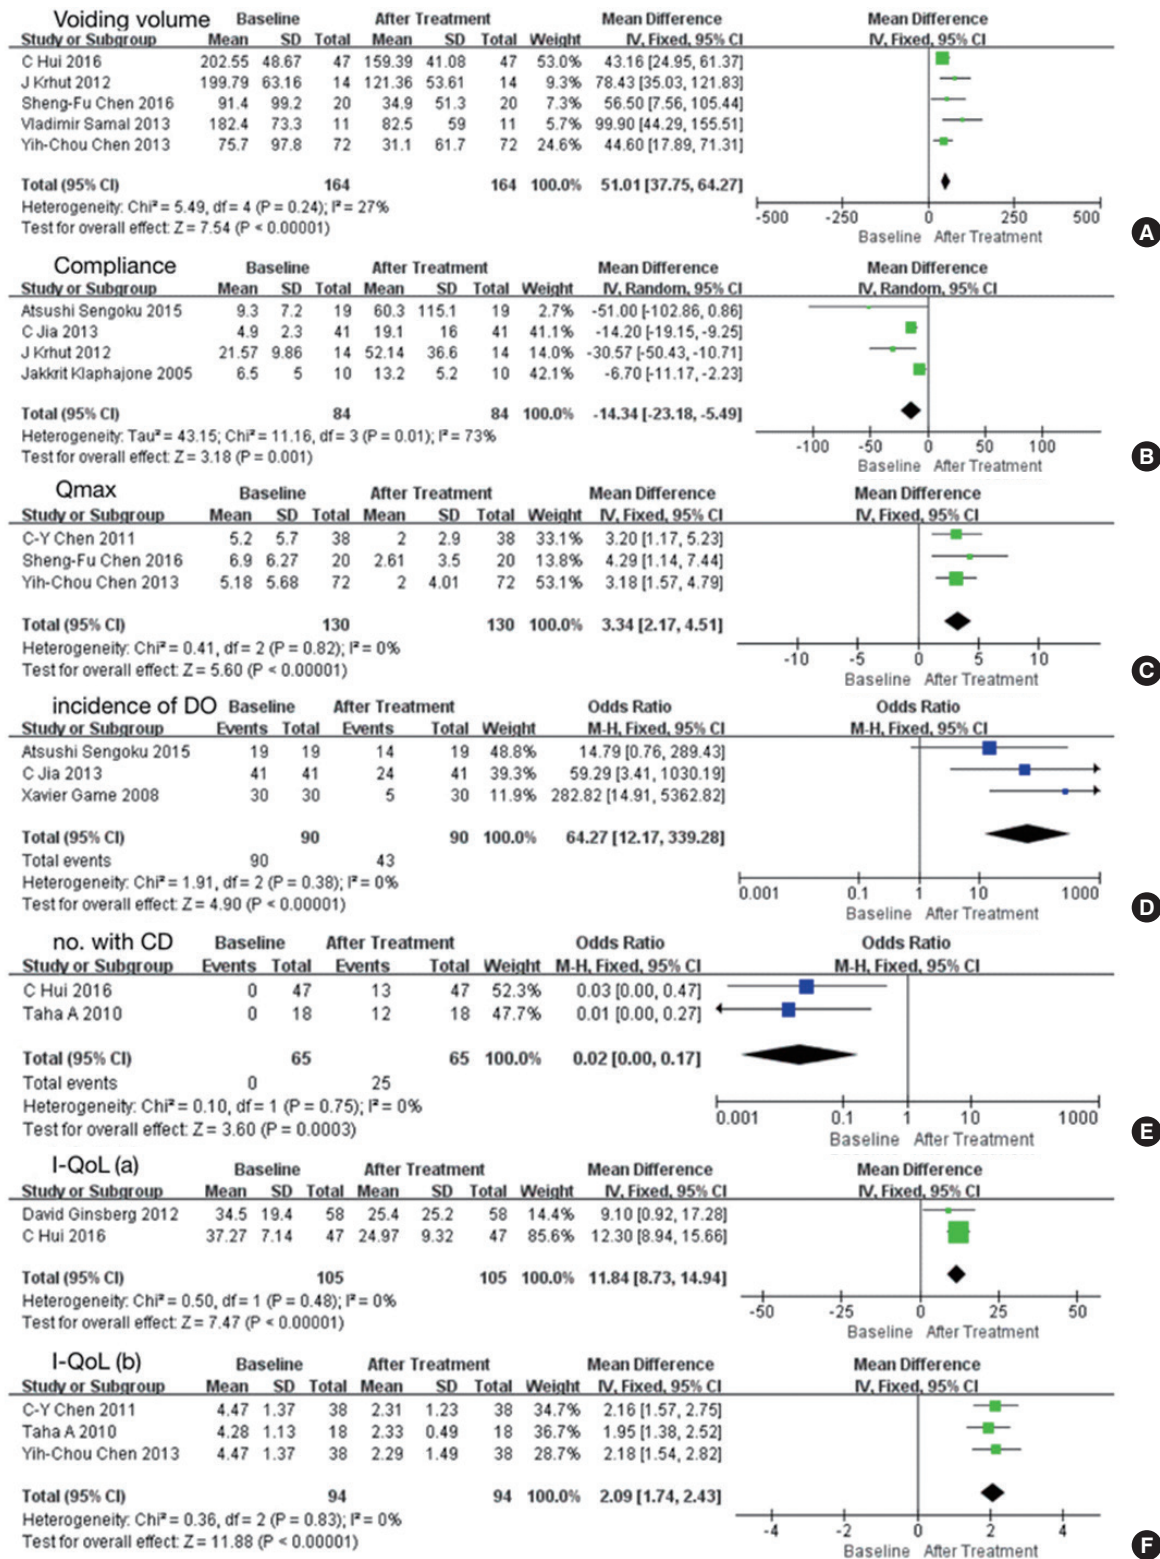 Voiding volume Baseline After Treatment Mean Difference Mean Difference
Study or Subgroup Mean SD Total Mean SD Total Weight IV, Fixed, 95% CI IV, Fixed, 95% CI
C Hui 2016 202.55 48.67 47 159.39 41.08 47 53.0% 43.16 [24.95, 61.37]
J Krhut 2012 199.79 63.16 14 121.36 53.61 14 9.3% 78.43 [35.03, 121.83]
Sheng-Fu Chen 2016 91.4 99.2 20 34.9 51.3 20 7.3% 56.50 [7.56, 105.44]
Vladimir Samal 2013 182.4 73.3 11 82.5 59 11 5.7% 99.90 [44.29, 155.51]
Yih-Chou Chen 2013 75.7 97.8 72 31.1 61.7 72 24.6% 44.60 [17.89, 71.31]
Total (95% CI) 164 164 100.0% 51.01 [37.75, 64.27]
Heterogeneity: Chi² = 5.49, df = 4 (P = 0.24); I² = 27%
Test for overall effect: Z = 7.54 (P < 0.00001)
-500 -250 0 250 500
Baseline After Treatment
A
Compliance Baseline After Treatment Mean Difference Mean Difference
Study or Subgroup Mean SD Total Mean SD Total Weight IV, Random, 95% CI IV, Random, 95% CI
Atsushi Sengoku 2015 9.3 7.2 19 60.3 115.1 19 2.7% -51.00 [-102.86, 0.86]
C Jia 2013 4.9 2.3 41 19.1 16 41 41.1% -14.20 [-19.15, -9.25]
J Krhut 2012 21.57 9.86 14 52.14 36.6 14 14.0% -30.57 [-50.43, -10.71]
Jakkrit Klaphajone 2005 6.5 5 10 13.2 5.2 10 42.1% -6.70 [-11.17, -2.23]
Total (95% CI) 84 84 100.0% -14.34 [-23.18, -5.49]
Heterogeneity: Tau² = 43.15; Chi² = 11.16, df = 3 (P = 0.01); I² = 73%
Test for overall effect: Z = 3.18 (P = 0.001)
-100 -50 0 50 100
Baseline After Treatment
B
Qmax Baseline After Treatment Mean Difference Mean Difference
Study or Subgroup Mean SD Total Mean SD Total Weight IV, Fixed, 95% CI IV, Fixed, 95% CI
C-Y Chen 2011 5.2 5.7 38 2 2.9 38 33.1% 3.20 [1.17, 5.23]
Sheng-Fu Chen 2016 6.9 6.27 20 2.61 3.5 20 13.8% 4.29 [1.14, 7.44]
Yih-Chou Chen 2013 5.18 5.68 72 2 4.01 72 53.1% 3.18 [1.57, 4.79]
Total (95% CI) 130 130 100.0% 3.34 [2.17, 4.51]
Heterogeneity: Chi² = 0.41, df = 2 (P = 0.82); I² = 0%
Test for overall effect: Z = 5.60 (P < 0.00001)
-10 -5 0 5 10
Baseline After Treatment
C
incidence of DO Baseline After Treatment Odds Ratio Odds Ratio
Study or Subgroup Events Total Events Total Weight M-H, Fixed, 95% CI M-H, Fixed, 95% CI
Atsushi Sengoku 2015 19 19 14 19 48.8% 14.79 [0.76, 289.43]
C Jia 2013 41 41 24 41 39.3% 59.29 [3.41, 1030.19]
Xavier Game 2008 30 30 5 30 11.9% 282.82 [14.91, 5362.82]
Total (95% CI) 90 90 100.0% 64.27 [12.17, 339.28]
Total events 90 43
Heterogeneity: Chi² = 1.91, df = 2 (P = 0.38); I² = 0%
Test for overall effect: Z = 4.90 (P < 0.00001)
0.001 0.1 1 10 1000
Baseline After Treatment
D
no. with CD Baseline After Treatment Odds Ratio Odds Ratio
Study or Subgroup Events Total Events Total Weight M-H, Fixed, 95% CI M-H, Fixed, 95% CI
C Hui 2016 0 47 13 47 52.3% 0.03 [0.00, 0.47]
Taha A 2010 0 18 12 18 47.7% 0.01 [0.00, 0.27]
Total (95% CI) 65 65 100.0% 0.02 [0.00, 0.17]
Total events 0 25
Heterogeneity: Chi² = 0.10, df = 1 (P = 0.75); I² = 0%
Test for overall effect: Z = 3.60 (P = 0.0003)
0.001 0.1 1 10 1000
Baseline After Treatment
E
I-QoL (a) Baseline After Treatment Mean Difference Mean Difference
Study or Subgroup Mean SD Total Mean SD Total Weight IV, Fixed, 95% CI IV, Fixed, 95% CI
David Ginsberg 2012 34.5 19.4 58 25.4 25.2 58 14.4% 9.10 [0.92, 17.28]
C Hui 2016 37.27 7.14 47 24.97 9.32 47 85.6% 12.30 [8.94, 15.66]
Total (95% CI) 105 105 100.0% 11.84 [8.73, 14.94]
Heterogeneity: Chi² = 0.50, df = 1 (P = 0.48); I² = 0%
Test for overall effect: Z = 7.47 (P < 0.00001)
-50 -25 0 25 50
Baseline After Treatment
I-QoL (b) Baseline After Treatment Mean Difference Mean Difference
Study or Subgroup Mean SD Total Mean SD Total Weight IV, Fixed, 95% CI IV, Fixed, 95% CI
C-Y Chen 2011 4.47 1.37 38 2.31 1.23 38 34.7% 2.16 [1.57, 2.75]
Taha A 2010 4.28 1.13 18 2.33 0.49 18 36.7% 1.95 [1.38, 2.52]
Yih-Chou Chen 2013 4.47 1.37 38 2.29 1.49 38 28.7% 2.18 [1.54, 2.82]
Total (95% CI) 94 94 100.0% 2.09 [1.74, 2.43]
Heterogeneity: Chi² = 0.36, df = 2 (P = 0.83); I² = 0%
Test for overall effect: Z = 11.88 (P < 0.00001)
-4 -2 0 2 4
Baseline After Treatment
F